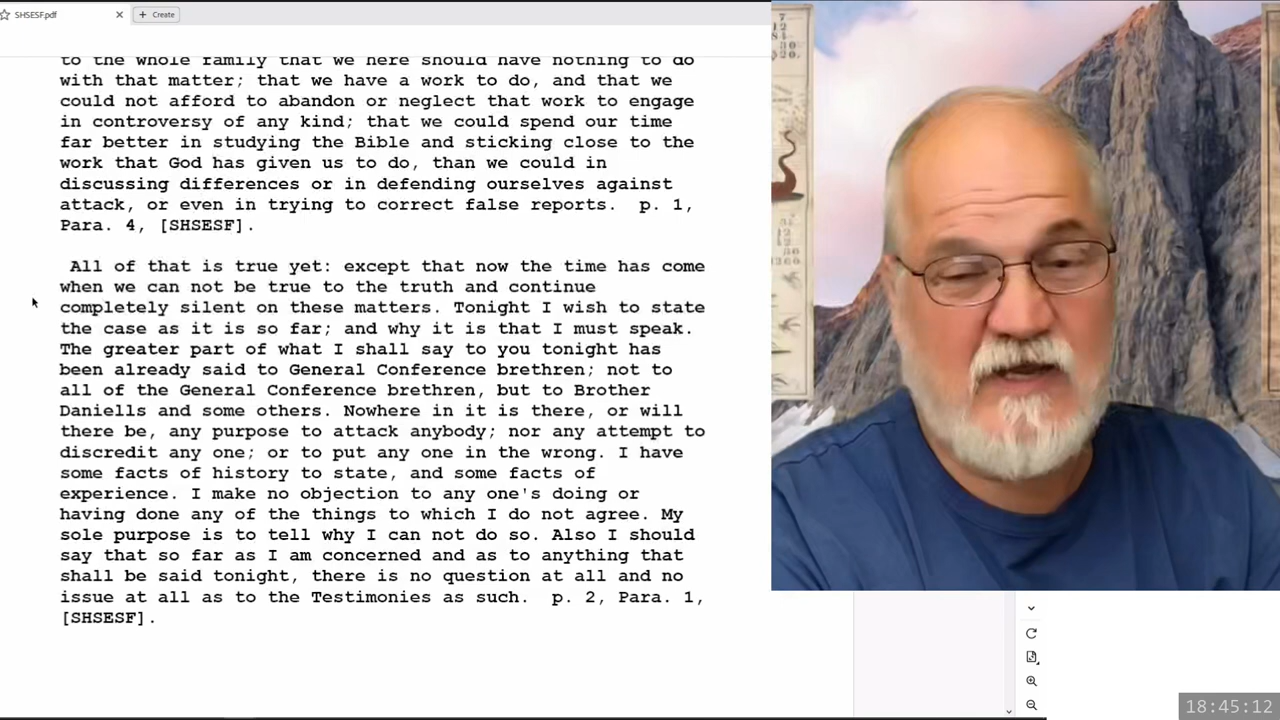 SHSESF.pdf
Create
to the whole family that we here should have nothing to do
with that matter; that we have a work to do, and that we
could not afford to abandon or neglect that work to engage
in controversy of any kind; that we could spend our time
far better in studying the Bible and sticking close to the
work that God has given us to do, than we could in
discussing differences or in defending ourselves against
attack, or even in trying to correct false reports.  p. 1,
Para. 4, [SHSESF].
All of that is true yet: except that now the time has come
when we can not be true to the truth and continue
completely silent on these matters. Tonight I wish to state
the case as it is so far; and why it is that I must speak.
The greater part of what I shall say to you tonight has
been already said to General Conference brethren; not to
all of the General Conference brethren, but to Brother
Daniells and some others. Nowhere in it is there, or will
there be, any purpose to attack anybody; nor any attempt to
discredit any one; or to put any one in the wrong. I have
some facts of history to state, and some facts of
experience. I make no objection to any one's doing or
having done any of the things to which I do not agree. My
sole purpose is to tell why I can not do so. Also I should
say that so far as I am concerned and as to anything that
shall be said tonight, there is no question at all and no
issue at all as to the Testimonies as such.  p. 2, Para. 1,
[SHSESF].
18:45:12